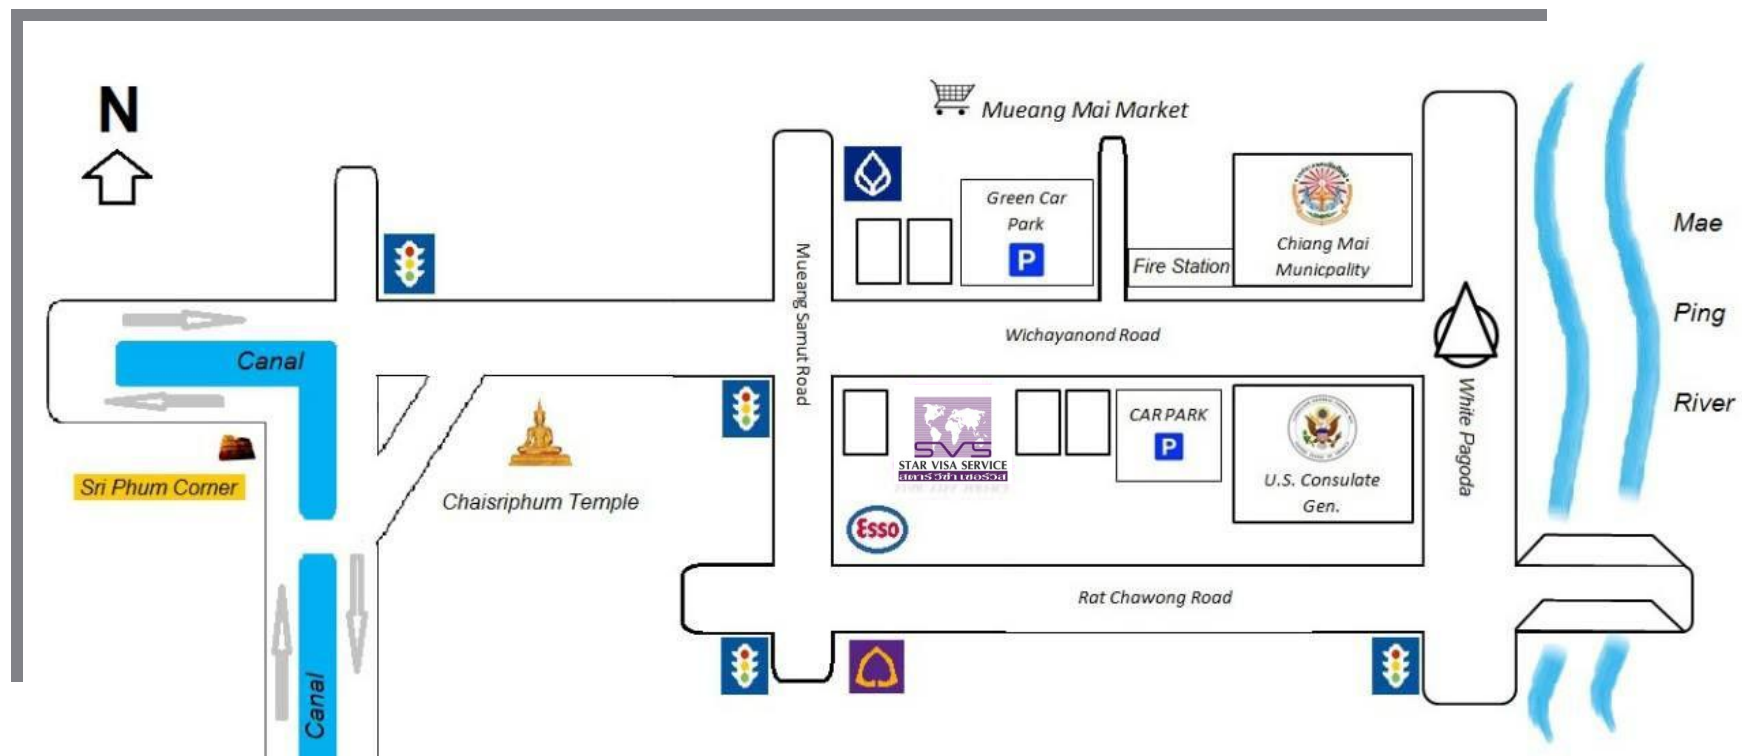 N
Mueang Mai Market
Green Car
Park
P
Chiang Mai
Municpality
Fire Station
Mae
Ping
River
Mueang Samut Road
Wichayanond Road
Canal
White Pagoda
CAR PARK
P
SVS
STAR VISA SERVICE
U.S. Consulate
Gen.
Sri Phum Corner
Chaisriphum Temple
Esso
Rat Chawong Road
Canal